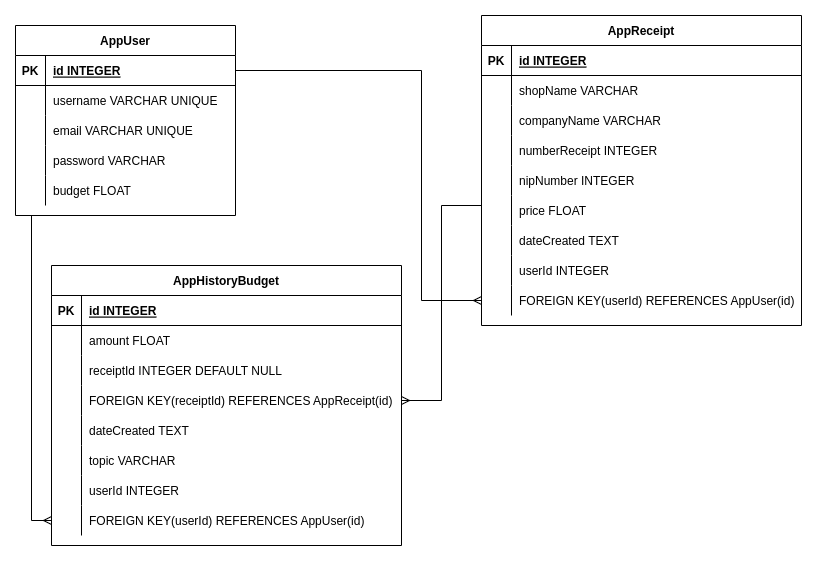 AppUser
PK id INTEGER
username VARCHAR UNIQUE
email VARCHAR UNIQUE
password VARCHAR
budget FLOAT
AppReceipt
PK id INTEGER
shopName VARCHAR
companyName VARCHAR
numberReceipt INTEGER
nipNumber INTEGER
price FLOAT
dateCreated TEXT
userId INTEGER
FOREIGN KEY(userId) REFERENCES AppUser(id)
AppHistoryBudget
PK id INTEGER
amount FLOAT
receiptId INTEGER DEFAULT NULL
FOREIGN KEY(receiptId) REFERENCES AppReceipt(id)
dateCreated TEXT
topic VARCHAR
userId INTEGER
FOREIGN KEY(userId) REFERENCES AppUser(id)